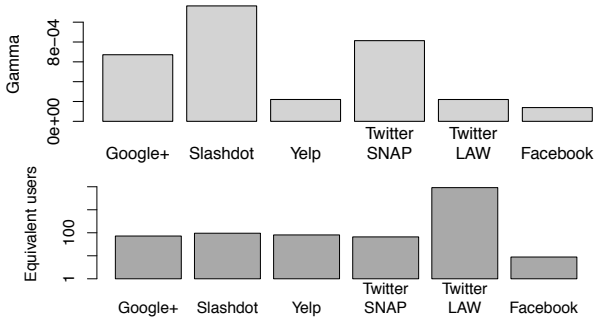 Gamma
8e-04
0e+00
Google+ Slashdot Yelp Twitter SNAP Twitter LAW Facebook
Equivalent users
100
1
Google+ Slashdot Yelp Twitter SNAP Twitter LAW Facebook